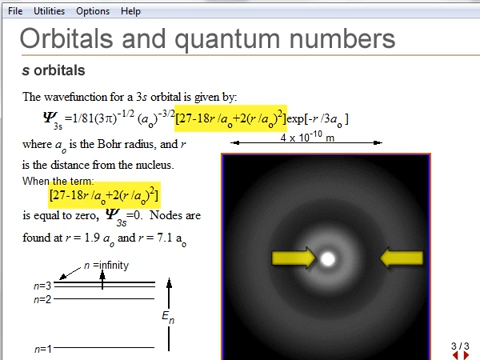 File Utilities Options Help
Orbitals and quantum numbers
s orbitals
The wavefunction for a 3s orbital is given by:
Ψ3s=1/81(3π)^-1/2 (ao)^-3/2[27-18r/ao+2(r/ao)^2]exp[-r/3ao]
where ao is the Bohr radius, and r
is the distance from the nucleus.
When the term:
[27-18r/ao+2(r/ao)^2]
is equal to zero, Ψ3s=0. Nodes are
found at r = 1.9 ao and r = 7.1 ao
4 x 10^-10 m
n =infinity
n=3
n=2
En
n=1
3 / 3